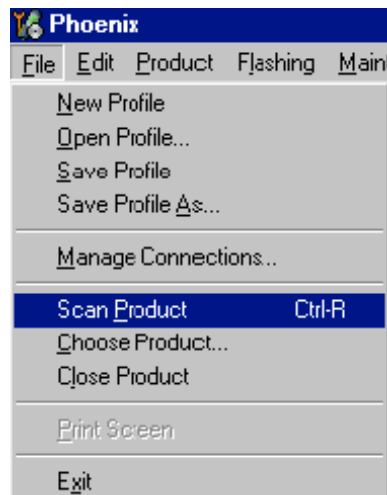 Phoenix
File Edit Product Flashing Main
New Profile
Open Profile...
Save Profile
Save Profile As...
Manage Connections...
Scan Product Ctrl-R
Choose Product...
Close Product
Print Screen
Exit